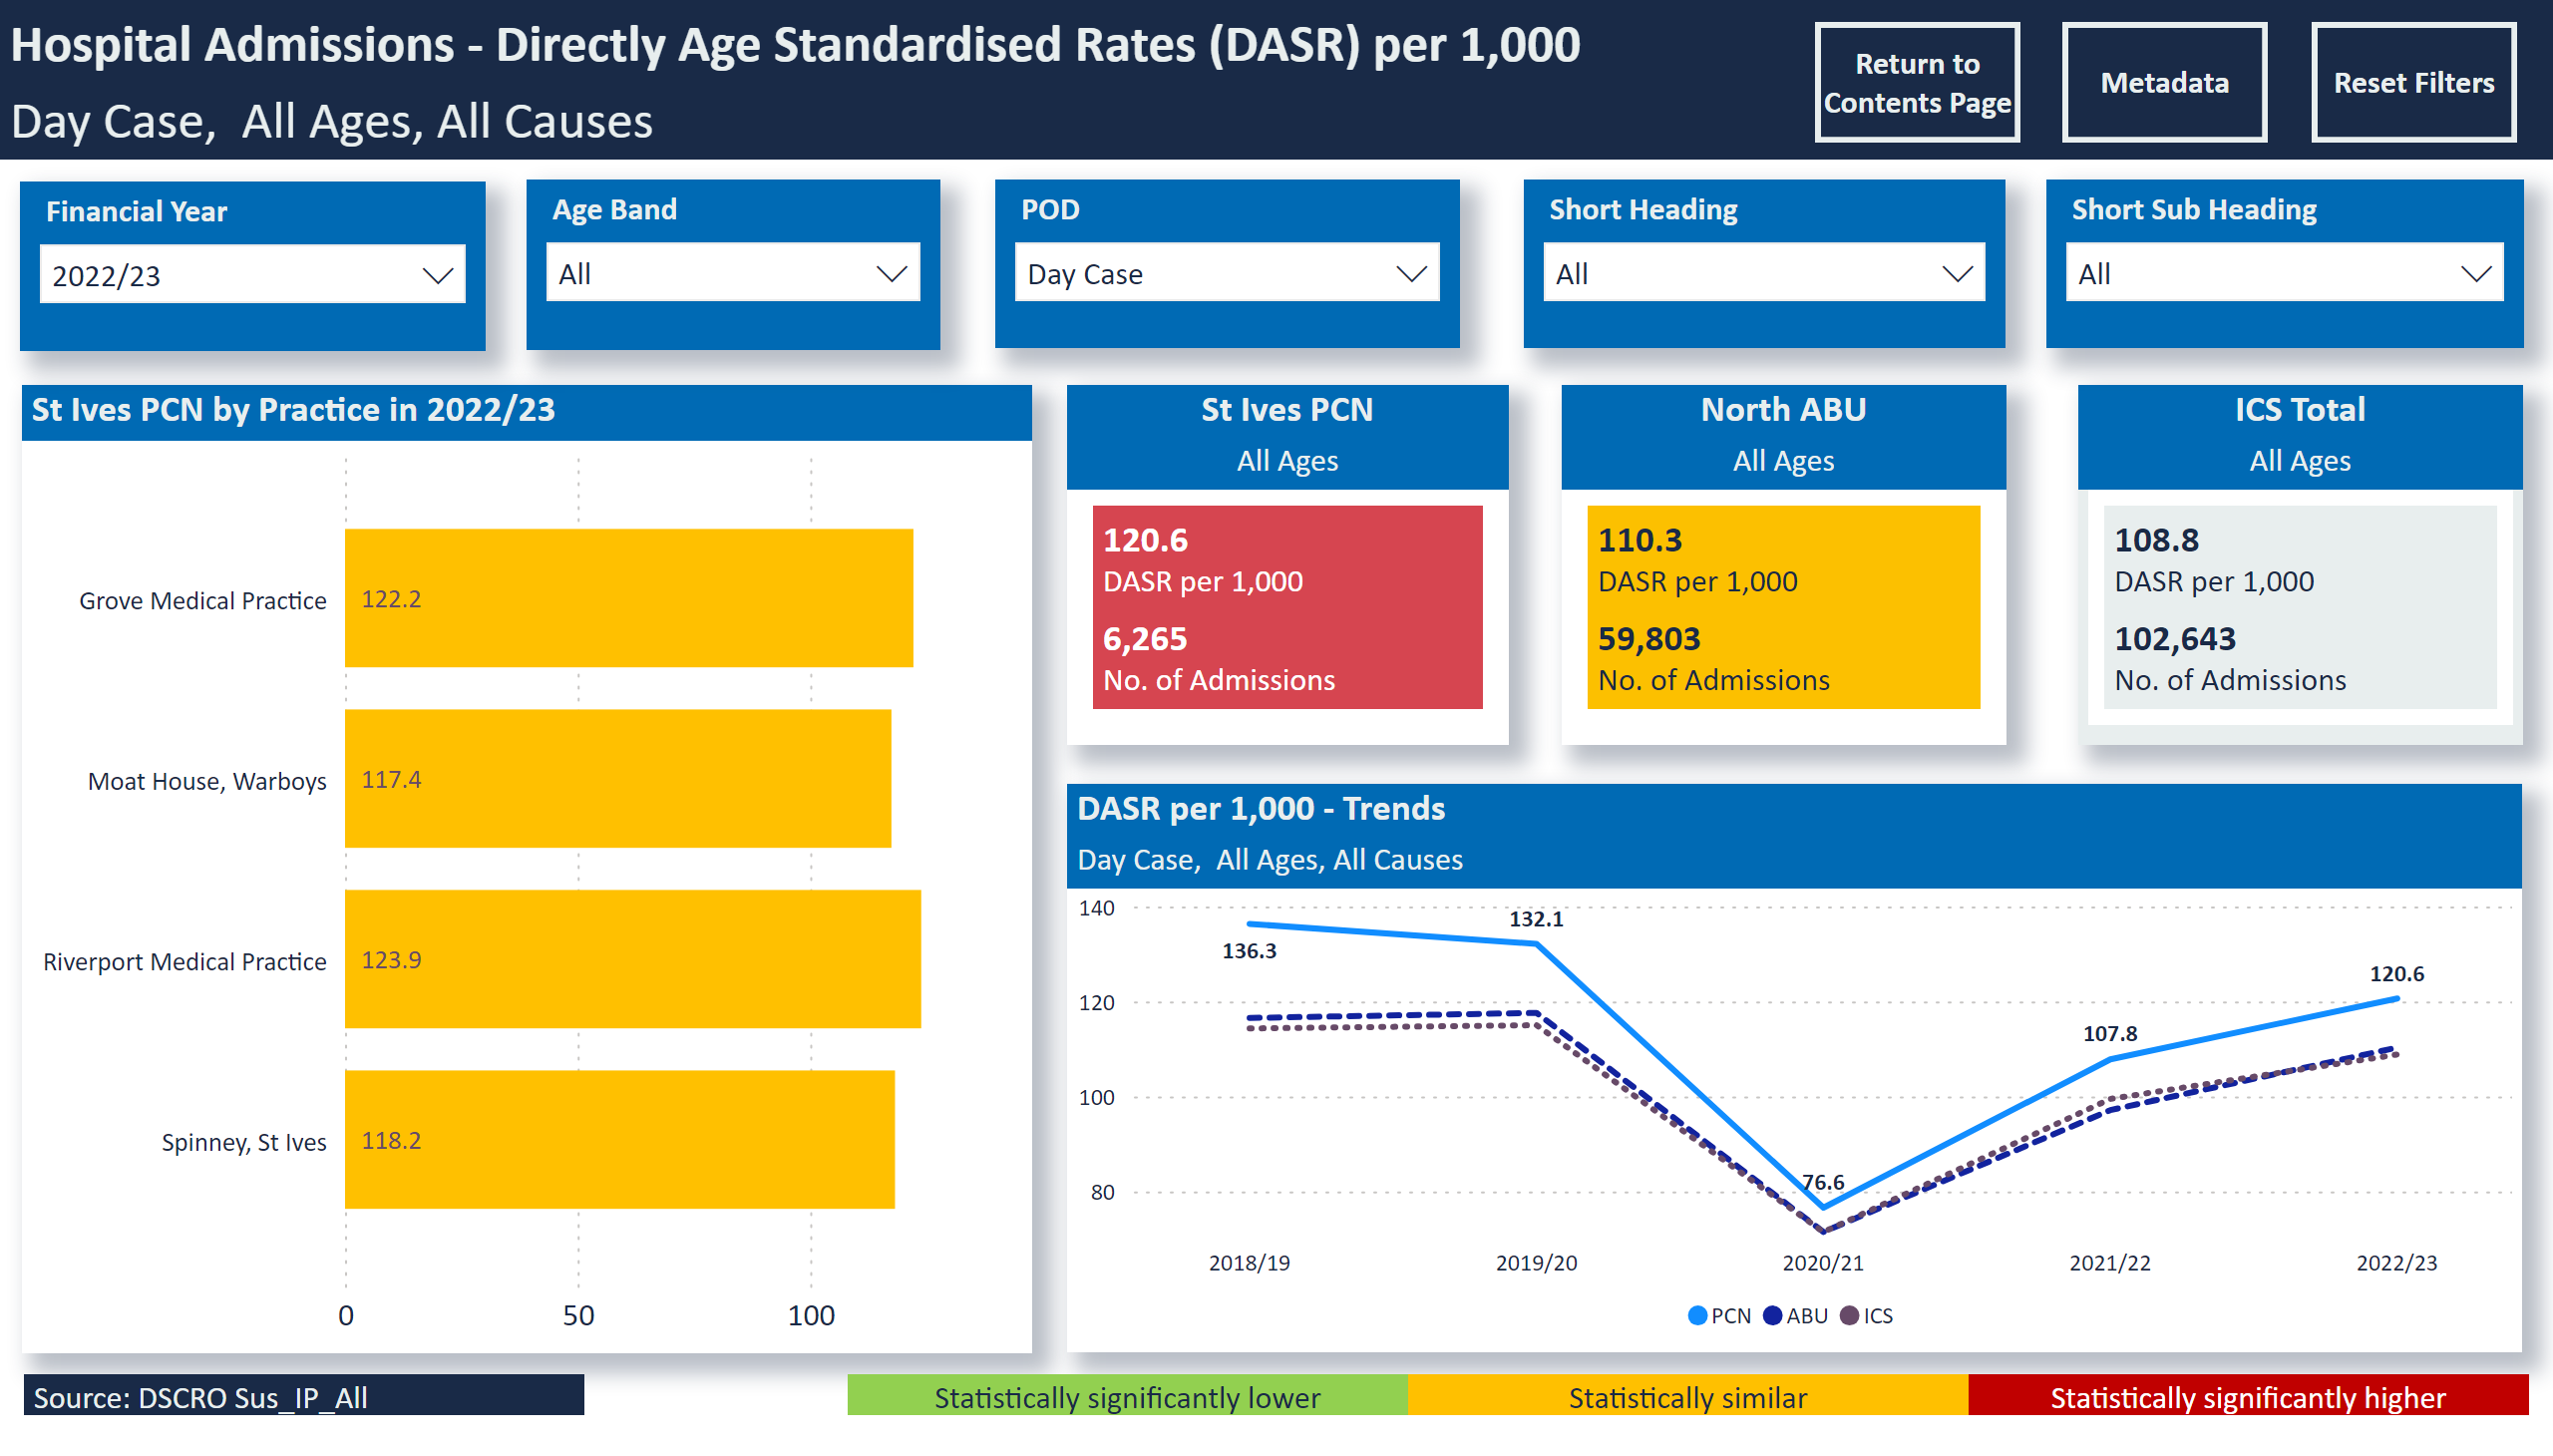 Hospital Admissions - Directly Age Standardised Rates (DASR) per 1,000
Day Case,  All Ages, All Causes
Return to
Contents Page
Metadata
Reset Filters
Financial Year
2022/23
Age Band
All
POD
Day Case
Short Heading
All
Short Sub Heading
All
St Ives PCN by Practice in 2022/23
Grove Medical Practice
122.2
Moat House, Warboys
117.4
Riverport Medical Practice
123.9
Spinney, St Ives
118.2
0
50
100
St Ives PCN
All Ages
120.6
DASR per 1,000
6,265
No. of Admissions
North ABU
All Ages
110.3
DASR per 1,000
59,803
No. of Admissions
ICS Total
All Ages
108.8
DASR per 1,000
102,643
No. of Admissions
DASR per 1,000 - Trends
Day Case,  All Ages, All Causes
140
120
100
80
136.3
132.1
76.6
107.8
120.6
2018/19
2019/20
2020/21
2021/22
2022/23
PCN
ABU
ICS
Source: DSCRO Sus_IP_All
Statistically significantly lower
Statistically similar
Statistically significantly higher